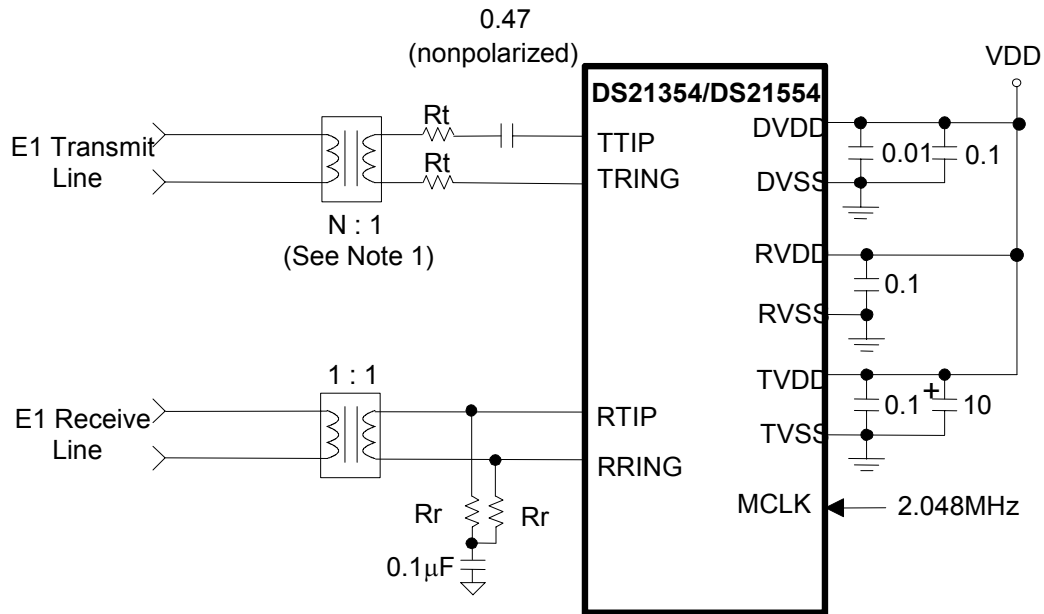 0.47
(nonpolarized)
VDD
DS21354/DS21554
Rt
DVDD
E1 Transmit
Line
TTIP
0.01
0.1
Rt
TRING
DVSS
N : 1
(See Note 1)
RVDD
0.1
RVSS
1 : 1
TVDD
+
E1 Receive
Line
RTIP
0.1
10
TVSS
RRING
Rr
Rr
MCLK
2.048MHz
0.1μF